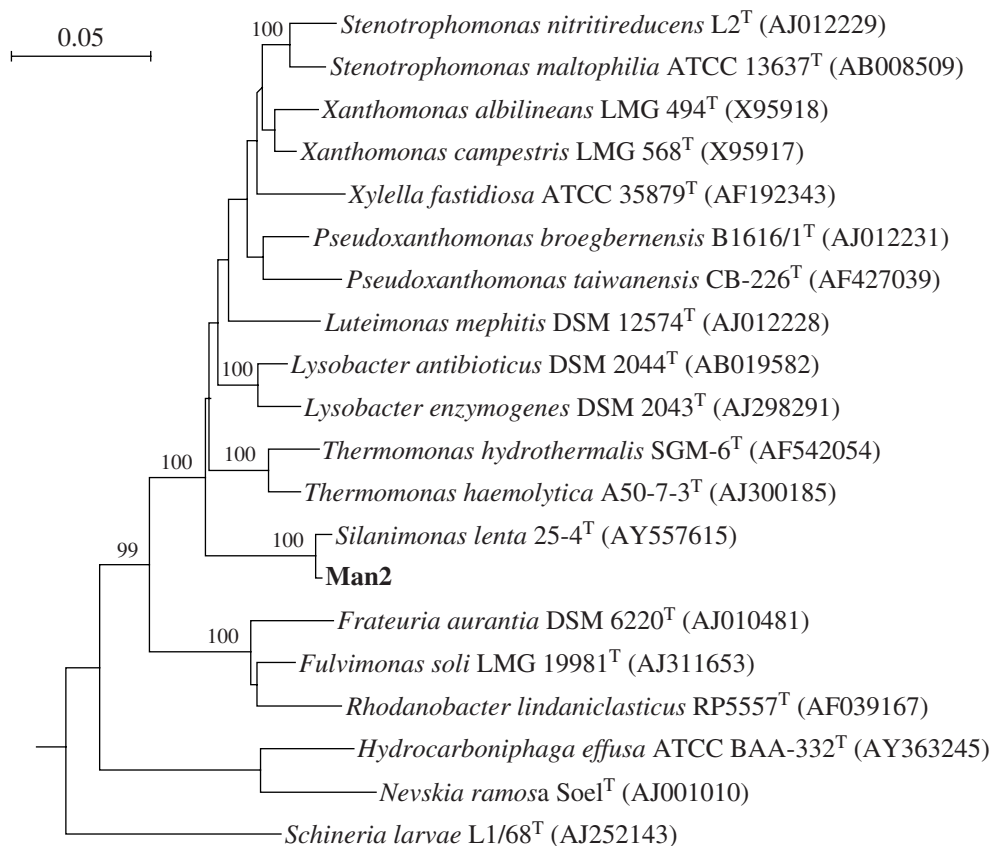 100
Stenotrophomonas nitritireducens L2ᵀ (AJ012229)
0.05
Stenotrophomonas maltophilia ATCC 13637ᵀ (AB008509)
Xanthomonas albilineans LMG 494ᵀ (X95918)
Xanthomonas campestris LMG 568ᵀ (X95917)
Xylella fastidiosa ATCC 35879ᵀ (AF192343)
Pseudoxanthomonas broegbernensis B1616/1ᵀ (AJ012231)
Pseudoxanthomonas taiwanensis CB-226ᵀ (AF427039)
Luteimonas mephitis DSM 12574ᵀ (AJ012228)
100
Lysobacter antibioticus DSM 2044ᵀ (AB019582)
Lysobacter enzymogenes DSM 2043ᵀ (AJ298291)
Thermomonas hydrothermalis SGM-6ᵀ (AF542054)
100
100
Thermomonas haemolytica A50-7-3ᵀ (AJ300185)
100
Silanimonas lenta 25-4ᵀ (AY557615)
99
Man2
Frateuria aurantia DSM 6220ᵀ (AJ010481)
100
Fulvimonas soli LMG 19981ᵀ (AJ311653)
Rhodanobacter lindaniclasticus RP5557ᵀ (AF039167)
Hydrocarboniphaga effusa ATCC BAA-332ᵀ (AY363245)
Nevskia ramosa Soelᵀ (AJ001010)
Schineria larvae L1/68ᵀ (AJ252143)